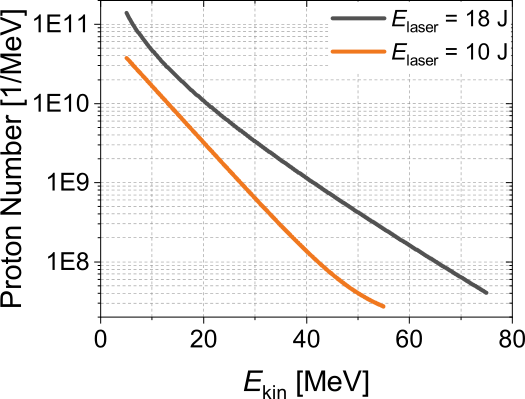 1E11
1E10
1E9
1E8
Proton Number [1/MeV]
E_laser = 18 J
E_laser = 10 J
0
20
40
60
80
E_kin [MeV]